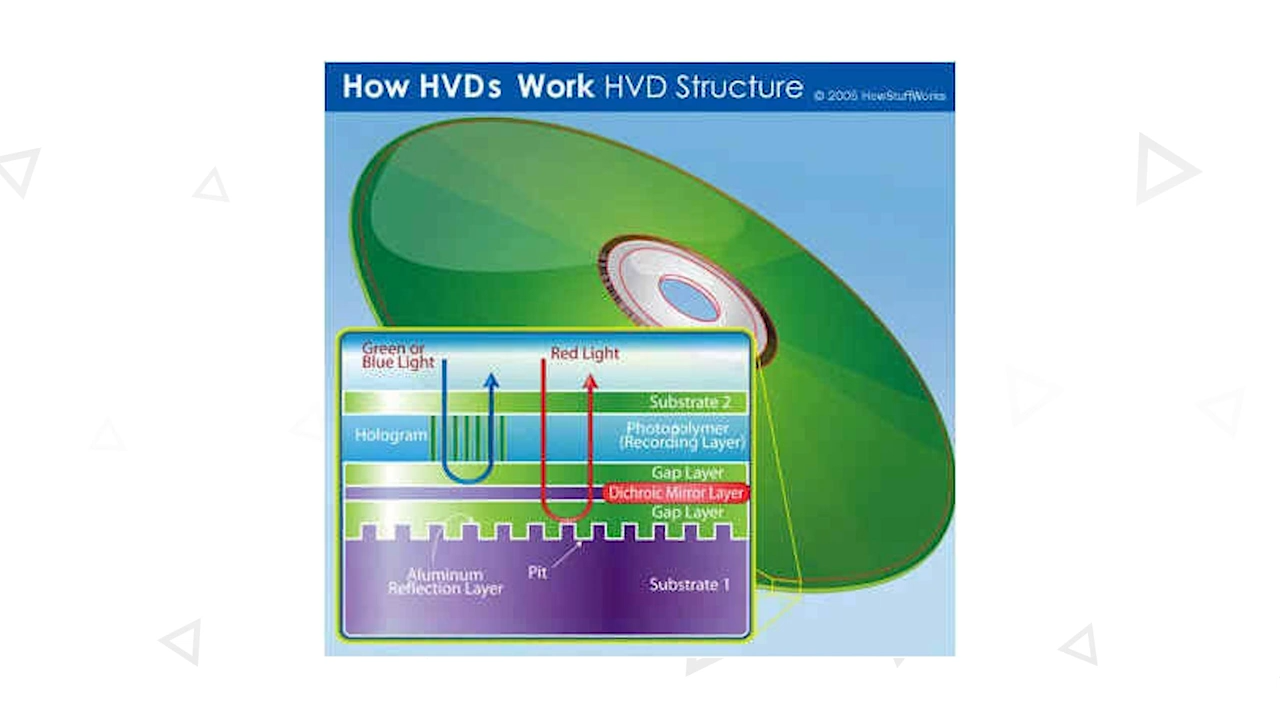 How HVDs Work HVD Structure © 2005 HowStuffWorks
Green or
Blue Light
Red Light
Substrate 2
Hologram
Photopolymer
(Recording Layer)
Gap Layer
Dichroic Mirror Layer
Gap Layer
Aluminum
Reflection Layer
Pit
Substrate 1